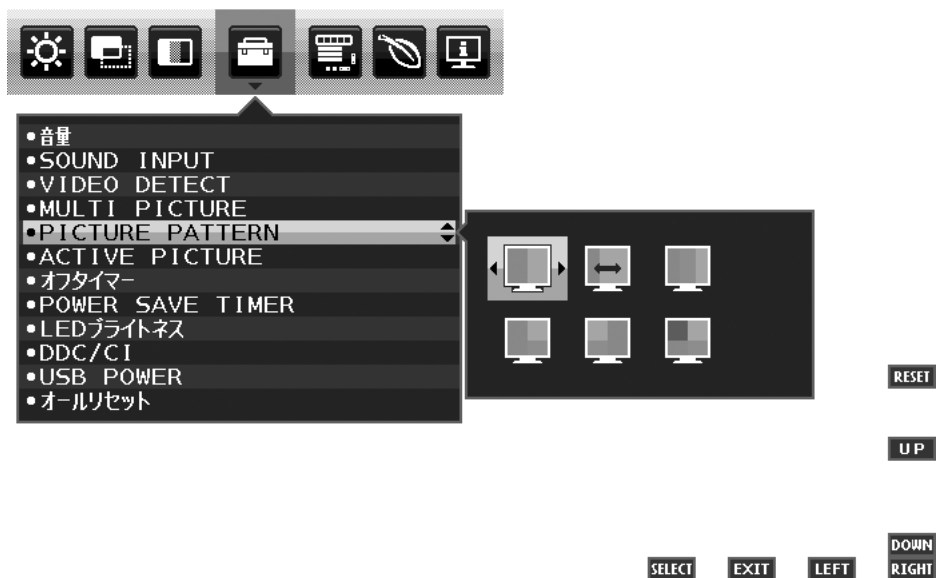 •音量
•SOUND INPUT
•VIDEO DETECT
•MULTI PICTURE
•PICTURE PATTERN
•ACTIVE PICTURE
•オフタイマー
•POWER SAVE TIMER
•LEDブライトネス
•DDC/CI
•USB POWER
•オールリセット
RESET
UP
DOWN
SELECT EXIT LEFT RIGHT